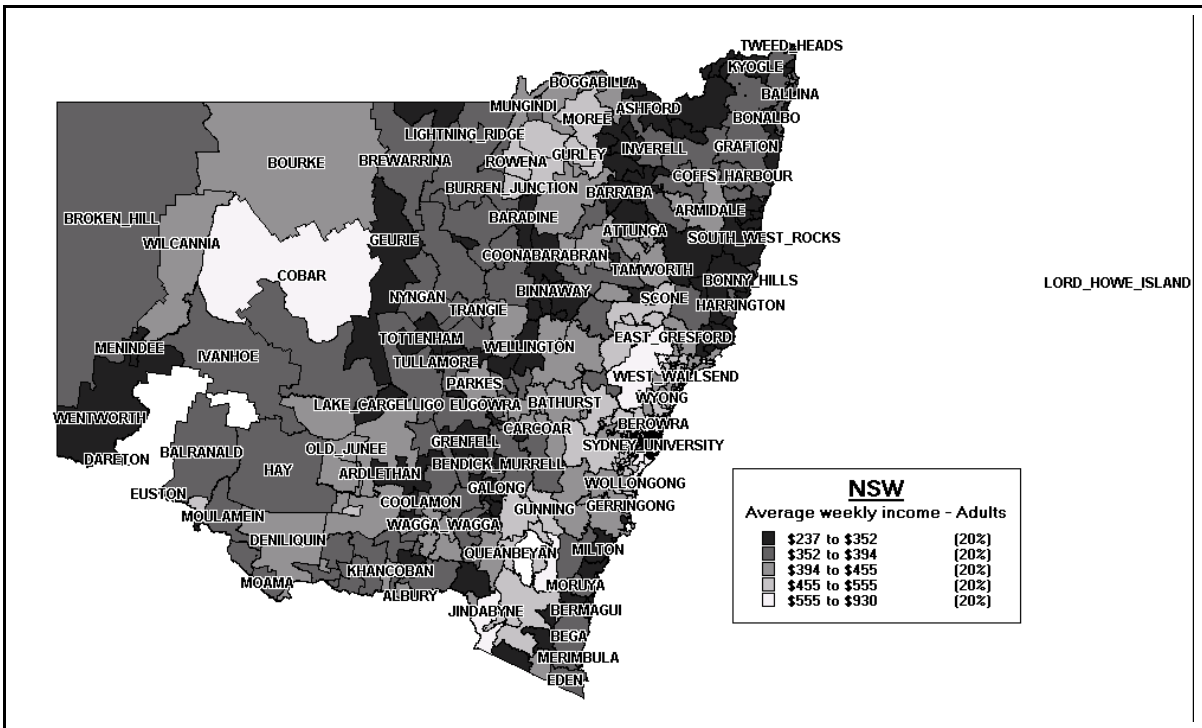 TWEED_HEADS
KYOGLE
BOGGABILLA
BALLINA
MUNGINDI
ASHFORD
MOREE
BONALBO
LIGHTNING_RIDGE
INVERELL
GRAFTON
BOURKE
BREWARRINA
ROWENA
GURLEY
COFFS_HARBOUR
BURREN_JUNCTION
BARRABA
ARMIDALE
BROKEN_HILL
BARADINE
WILCANNIA
GEURIE
ATTUNGA
SOUTH_WEST_ROCKS
COONABARABRAN
TAMWORTH
COBAR
BONNY_HILLS
LORD_HOWE_ISLAND
NYNGAN
BINNAWAY
SCONE
HARRINGTON
TRANGIE
TOTTENHAM
EAST_GRESFORD
MENINDEE
IVANHOE
WELLINGTON
TULLAMORE
WEST_WALLSEND
PARKES
WYONG
LAKE_CARGELLIGO
EUGOWRA
BATHURST
WENTWORTH
BEROWRA
CARCOAR
GRENFELL
SYDNEY_UNIVERSITY
OLD_JUNEE
BALRANALD
DARETON
HAY
ARDLETHAN
BENDICK_MURRELL
WOLLONGONG
EUSTON
GALONG
COOLAMON
GERRINGONG
MOULAMEIN
GUNNING
WAGGA_WAGGA
DENILIQUIN
QUEANBEYAN
MILTON
KHANCOBAN
MOAMA
MORUYA
ALBURY
JINDABYNE
BERMAGUI
BEGA
MERIMBULA
EDEN
NSW
Average weekly income - Adults
$237 to $352 (20%)
$352 to $394 (20%)
$394 to $455 (20%)
$455 to $555 (20%)
$555 to $930 (20%)